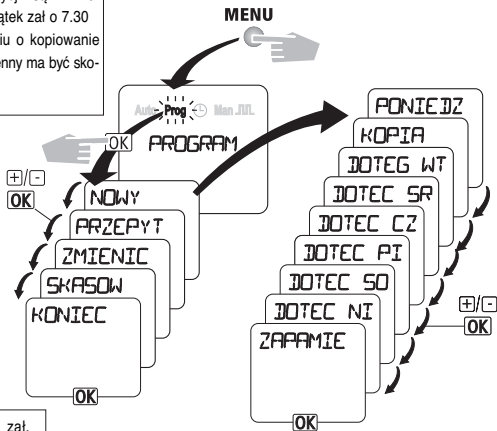 ątek zał o 7.30
iu o kopiowanie
enny ma być sko-
MENU
Auto Prog Man
OK
PROGRAM
+/-
OK
NOWY
PRZEPYT
ZMIENIC
SKASOW
KONIEC
OK
PONIEDZ
KOPIA
DOTEG WT
DOTEC SR
DOTEC CZ
DOTEC PI
DOTEC SO
DOTEC NI
ZAPAMIE
+/-
OK
OK
zał.